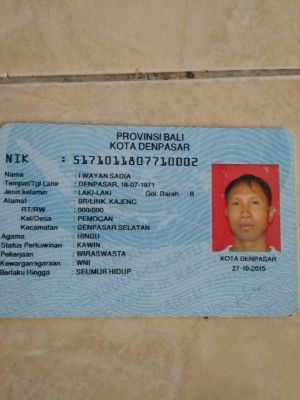 PROVINSI BALI
KOTA DENPASAR
NIK : 5171011807710002
Nama : I WAYAN SADIA
Tempat/Tgl Lahir : DENPASAR, 18-07-1971
Jenis kelamin : LAKI-LAKI Gol. Darah : B
Alamat : BR/LINK. KAJENG
RT/RW : 000/000
Kel/Desa : PEMOGAN
Kecamatan : DENPASAR SELATAN
Agama : HINDU
Status Perkawinan : KAWIN
Pekerjaan : WIRASWASTA
Kewarganegaraan : WNI
Berlaku Hingga : SEUMUR HIDUP
KOTA DENPASAR
27-10-2015